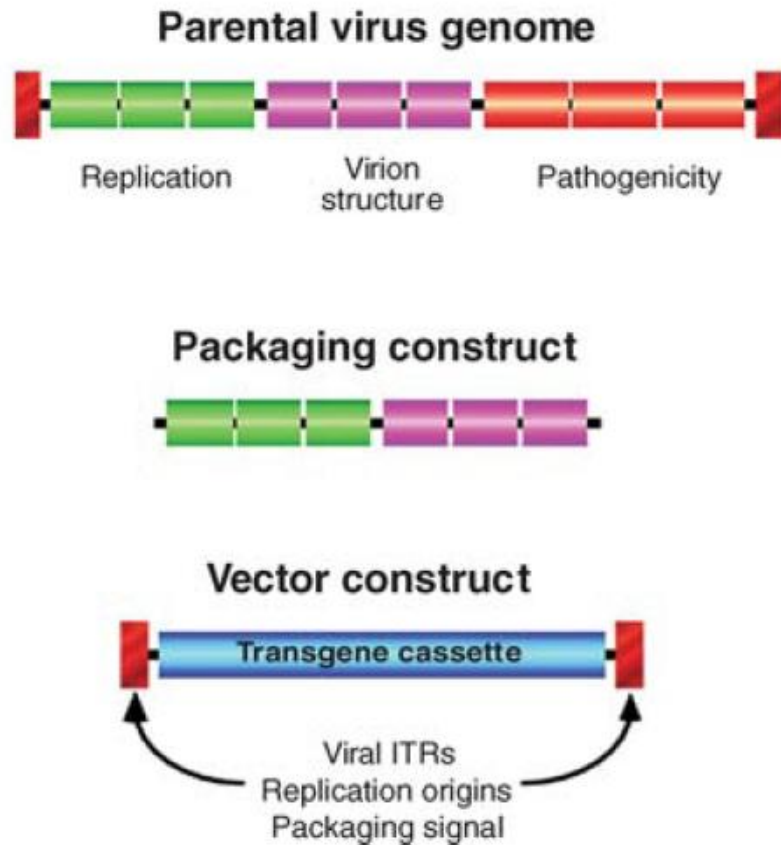 Parental virus genome
Replication
Virion
structure
Pathogenicity
Packaging construct
Vector construct
Transgene cassette
Viral ITRs
Replication origins
Packaging signal